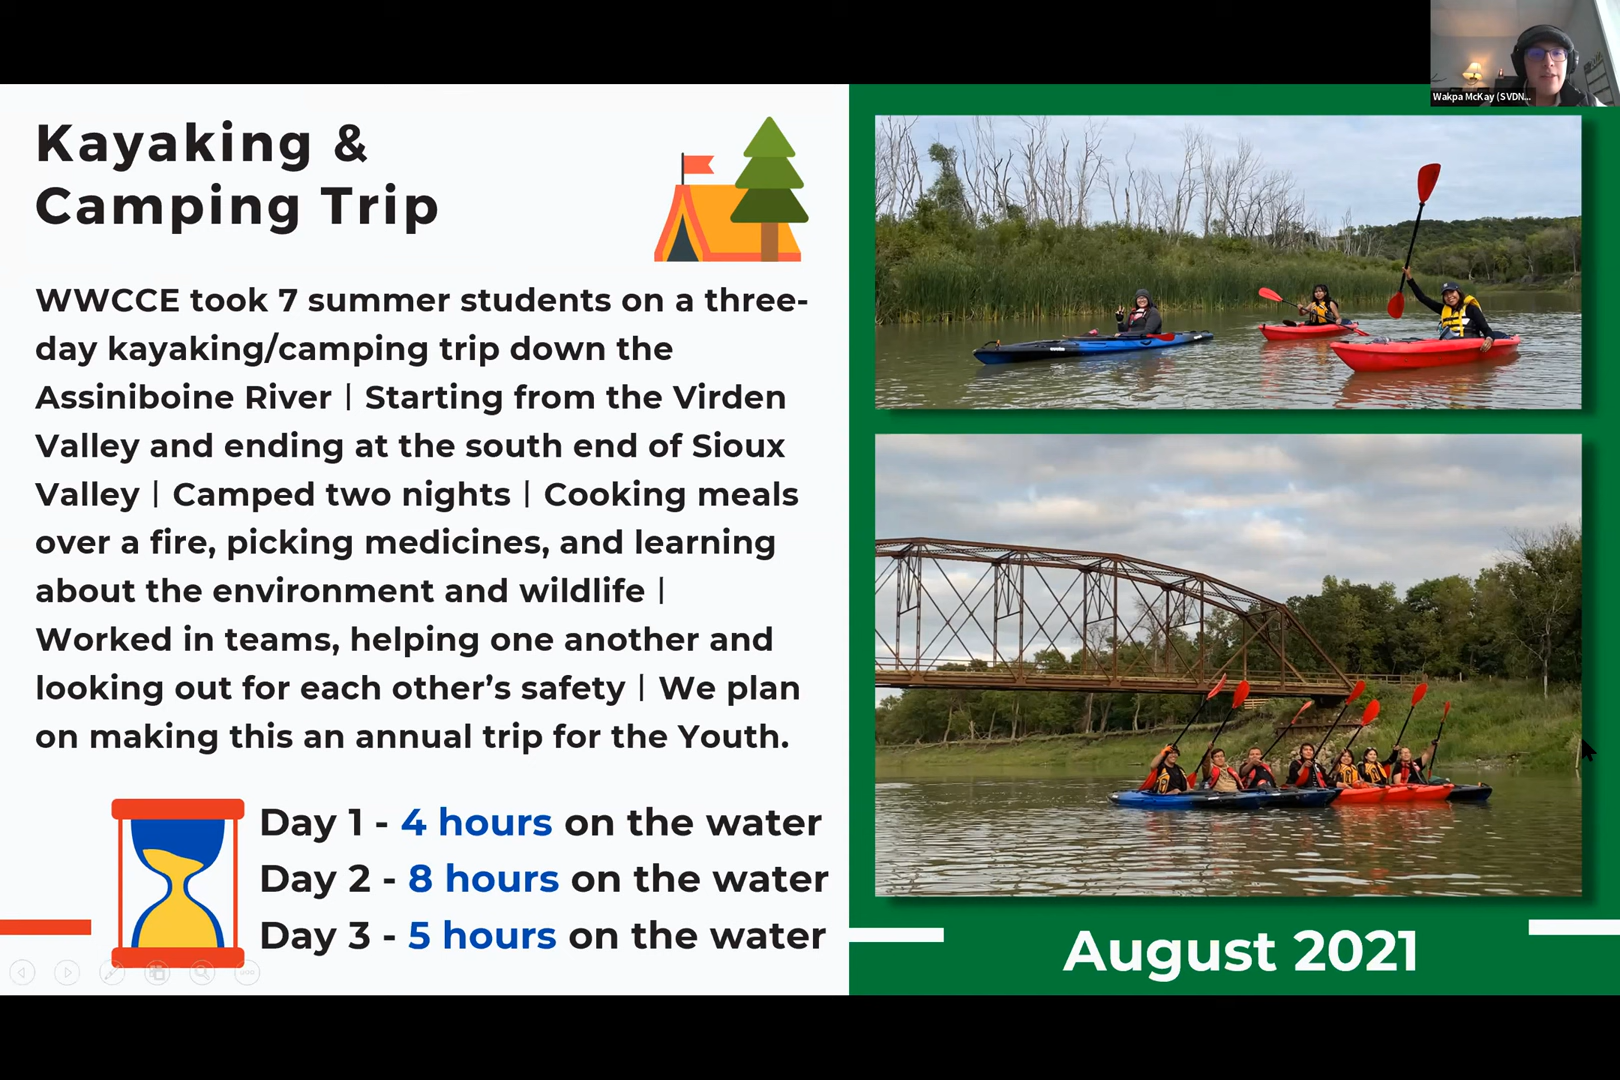 Wakpa McKay (SVDN...
Kayaking &
Camping Trip
WWCCE took 7 summer students on a three-
day kayaking/camping trip down the
Assiniboine River | Starting from the Virden
Valley and ending at the south end of Sioux
Valley | Camped two nights | Cooking meals
over a fire, picking medicines, and learning
about the environment and wildlife |
Worked in teams, helping one another and
looking out for each other's safety | We plan
on making this an annual trip for the Youth.
Day 1 - 4 hours on the water
Day 2 - 8 hours on the water
Day 3 - 5 hours on the water
August 2021